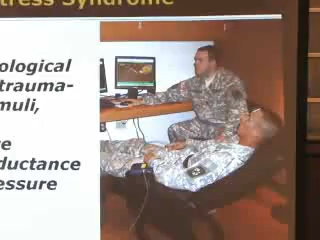 tress Syndrome
ological
trauma-
muli,
e
ductance
essure